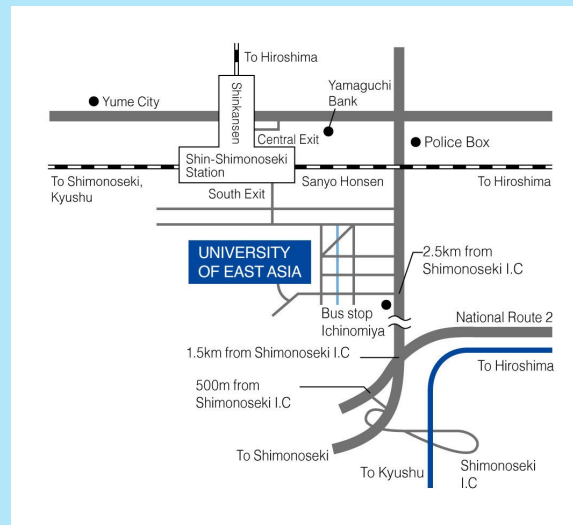 To Hiroshima
Yamaguchi
Bank
Yume City
Shinkansen
Central Exit
Police Box
Shin-Shimonoseki
Station
To Shimonoseki,
Kyushu
South Exit
Sanyo Honsen
To Hiroshima
UNIVERSITY
OF EAST ASIA
2.5km from
Shimonoseki I.C
Bus stop
Ichinomiya
National Route 2
1.5km from Shimonoseki I.C
To Hiroshima
500m from
Shimonoseki I.C
To Shimonoseki
To Kyushu
Shimonoseki
I.C